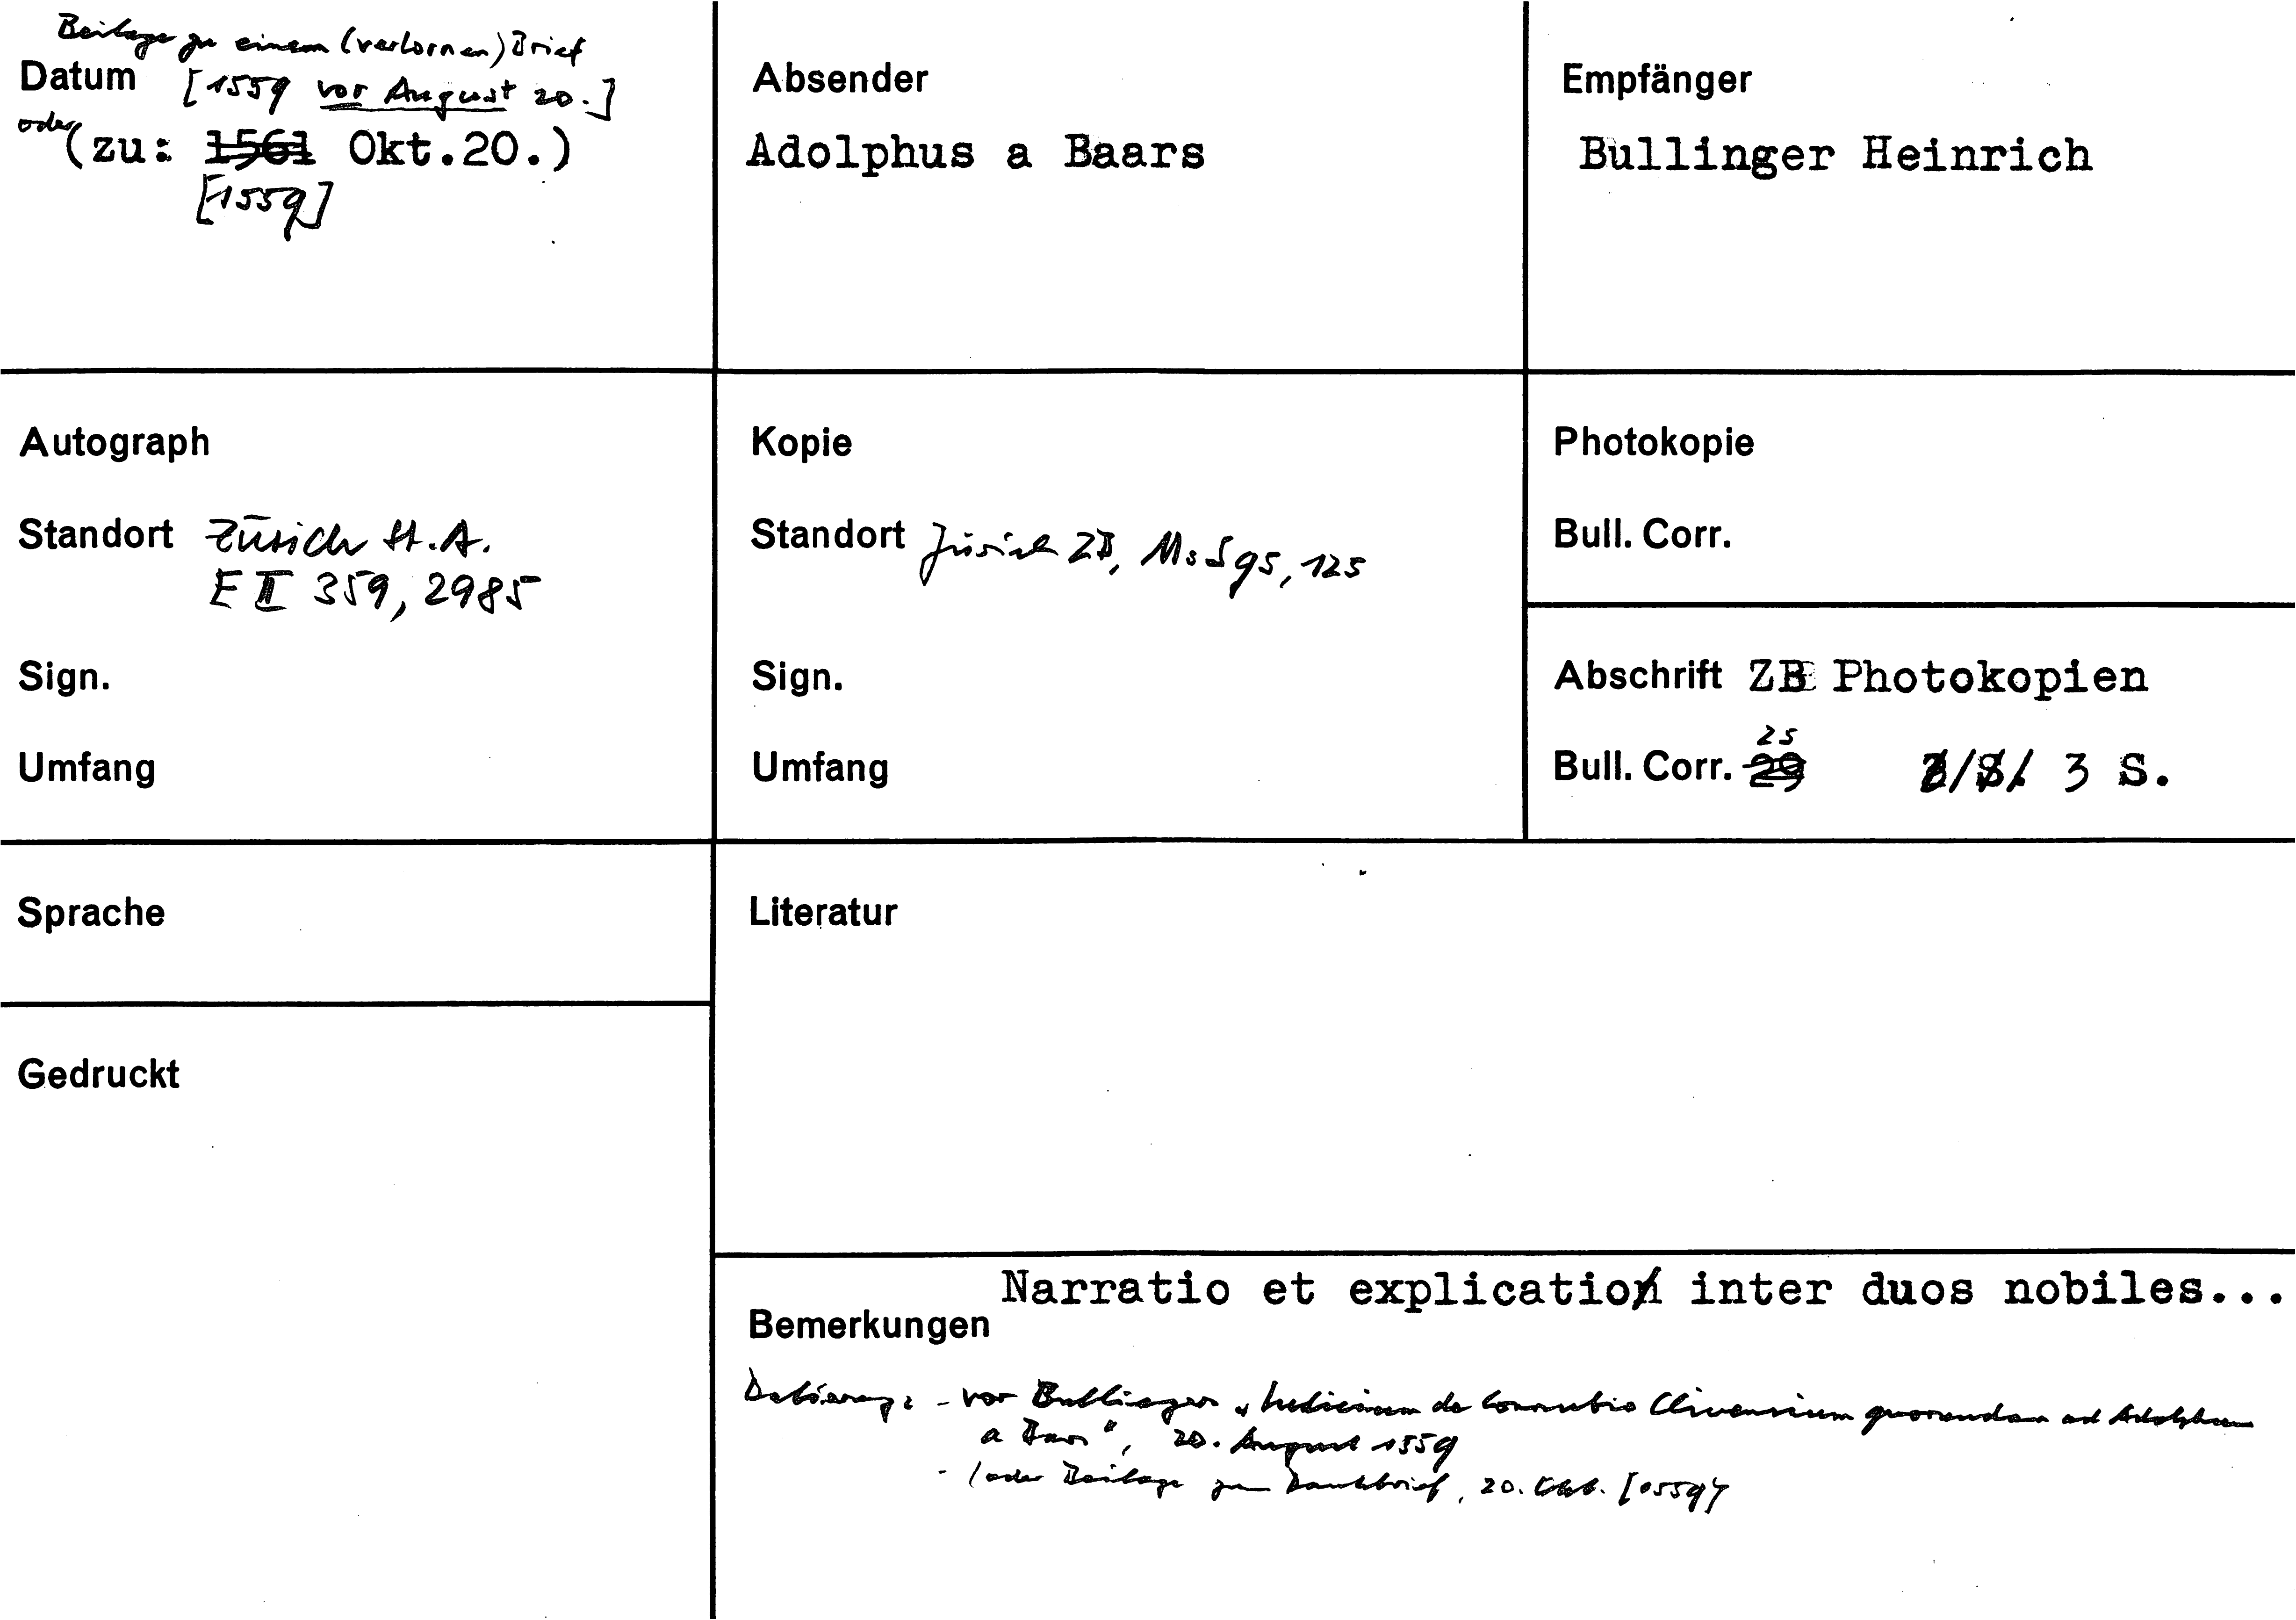 Beilage zu einem (verlornen) Brief
Datum [1559 vor August 20.]
oder (zu: 1561 Okt.20.)
[1559]
Absender
Adolphus a Baars
Empfänger
Bullinger Heinrich
Autograph
Standort Zürich St.A.
E II 359, 2985
Sign.
Umfang
Kopie
Standort Zürich ZB, Ms S 95, 125
Sign.
Umfang
Photokopie
Bull. Corr.
Abschrift ZB Photokopien
25
Bull. Corr. 29 3 S.
Sprache
Literatur
Gedruckt
Narratio et explication inter duos nobiles...
Bemerkungen
Datierung: - vor Bullinger „Iudicium de connubio Clivensium quorundam ad Adolphum
a Bars", 20. August 1559
- (oder Beilage zum Dankbrief, 20. Okt. [1559])